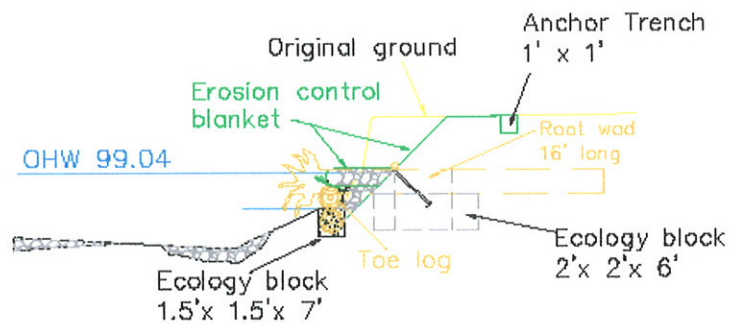 Anchor Trench
1' x 1'
Original ground
Erosion control
blanket
Root wad
16' long
OHW 99.04
Ecology block
2'x 2'x 6'
Toe log
Ecology block
1.5'x 1.5'x 7'